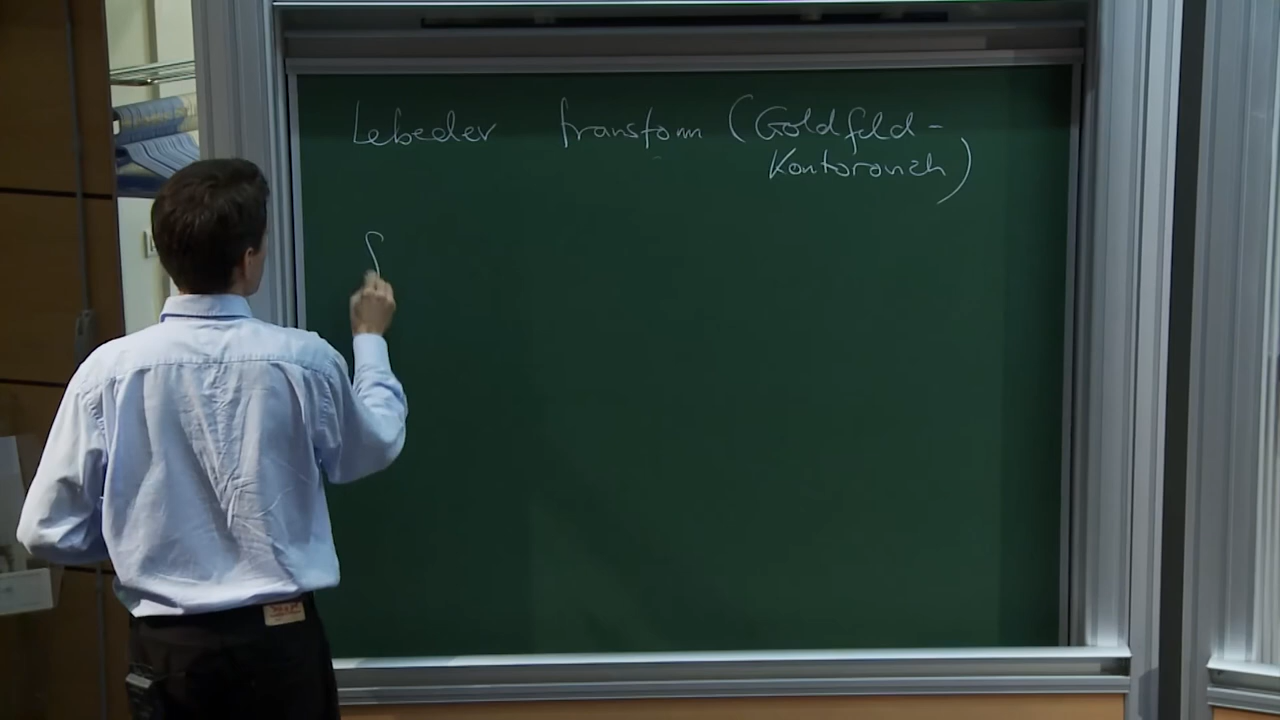 Lebedev transform (Goldfeld-
Kontorovich)
∫